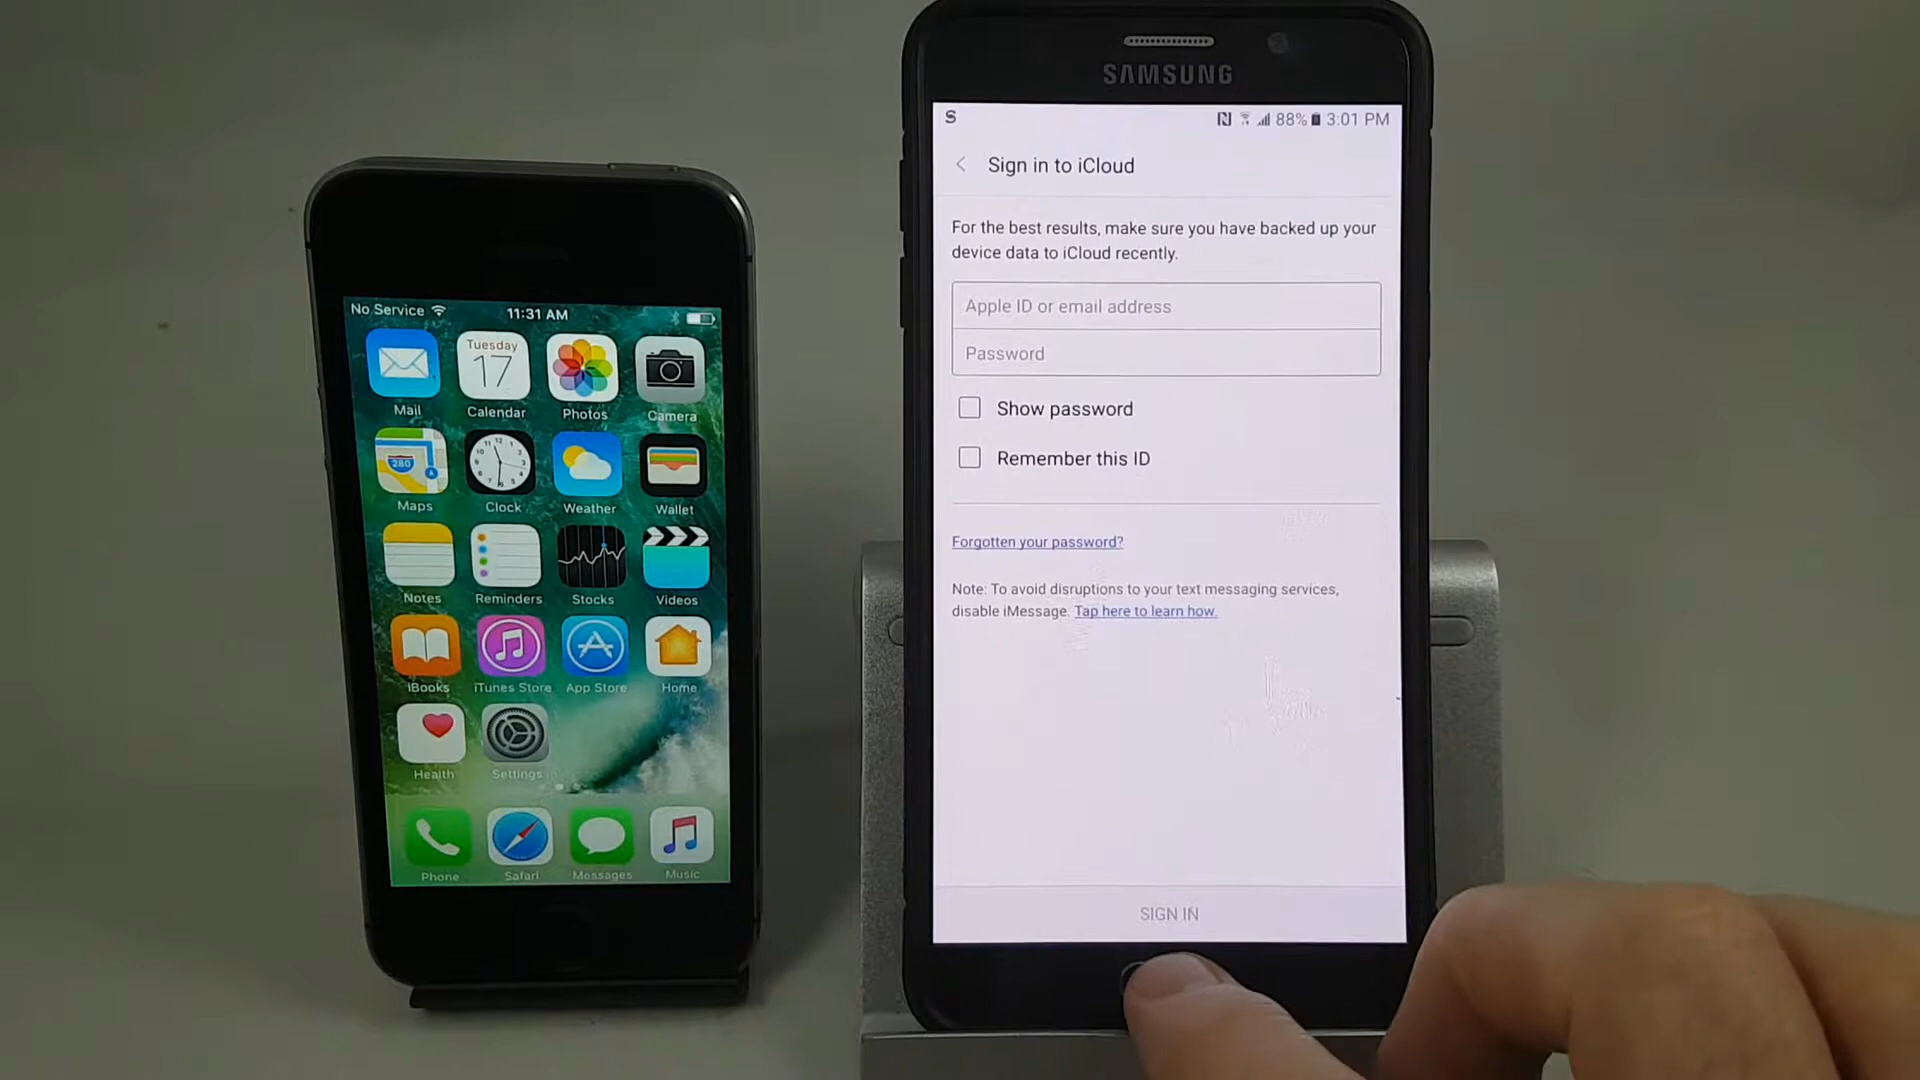 No Service 11:31 AM
Tuesday
17
Mail Calendar Photos Camera
280
12
Maps Clock Weather Wallet
Notes Reminders Stocks Videos
iBooks iTunes Store App Store Home
Health Settings
Phone Safari Messages Music
SAMSUNG
S N 88% 3:01 PM
Sign in to iCloud
For the best results, make sure you have backed up your
device data to iCloud recently.
Apple ID or email address
Password
Show password
Remember this ID
Forgotten your password?
Note: To avoid disruptions to your text messaging services,
disable iMessage. Tap here to learn how.
SIGN IN